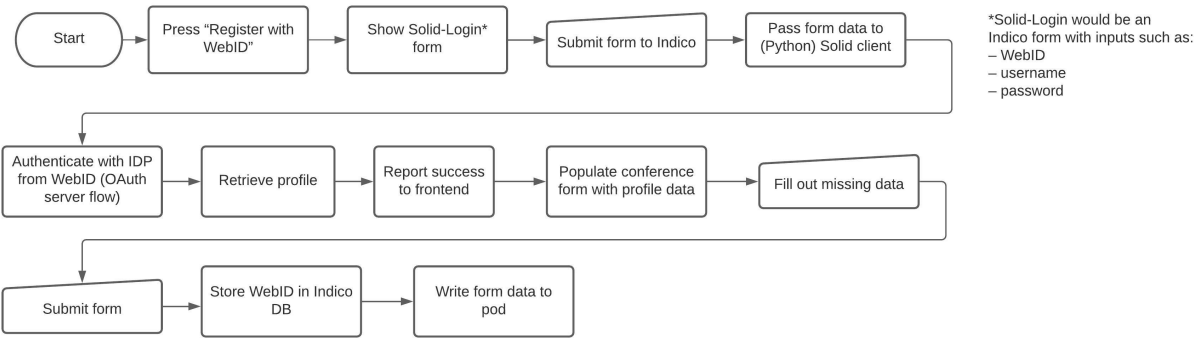 Start
Press “Register with
WebID”
Show Solid-Login*
form
Submit form to Indico
Pass form data to
(Python) Solid client
*Solid-Login would be an
Indico form with inputs such as:
– WebID
– username
– password
Authenticate with IDP
from WebID (OAuth
server flow)
Retrieve profile
Report success
to frontend
Populate conference
form with profile data
Fill out missing data
Submit form
Store WebID in Indico
DB
Write form data to
pod